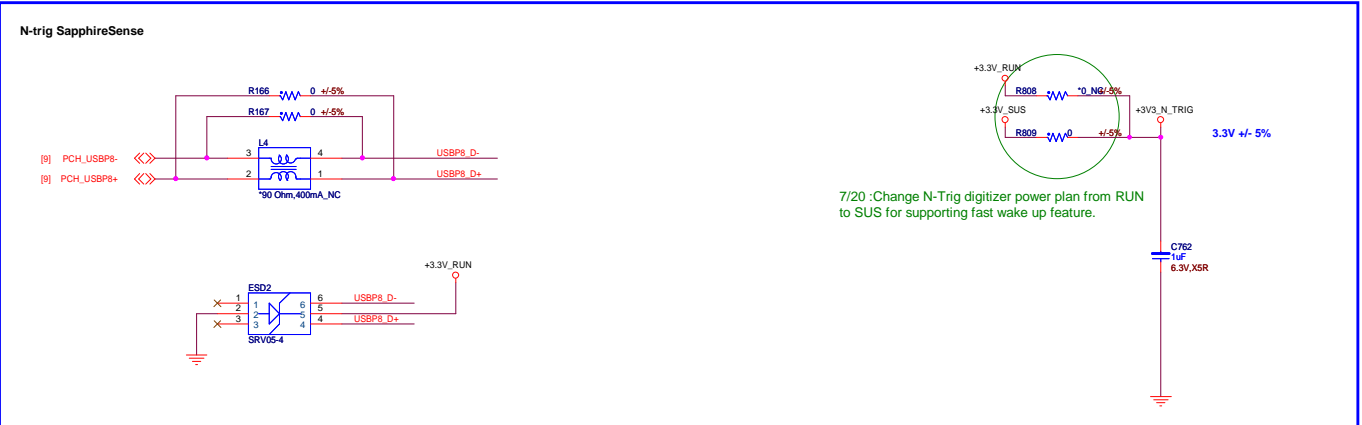 N-trig SapphireSense
R166 0 +/-5%
R167 0 +/-5%
L4
[9] PCH_USBP8- 3 4 USBP8_D-
[9] PCH_USBP8+ 2 1 USBP8_D+
*90 Ohm,400mA_NC
+3.3V_RUN
ESD2
1 1 6 6 USBP8_D-
2 2 5 5
3 3 4 4 USBP8_D+
SRV05-4
+3.3V_RUN
R808 *0_NC +/-5%
+3.3V_SUS
R809 0 +/-5%
+3V3_N_TRIG
3.3V +/- 5%
7/20 :Change N-Trig digitizer power plan from RUN
to SUS for supporting fast wake up feature.
C762
1uF
6.3V,X5R